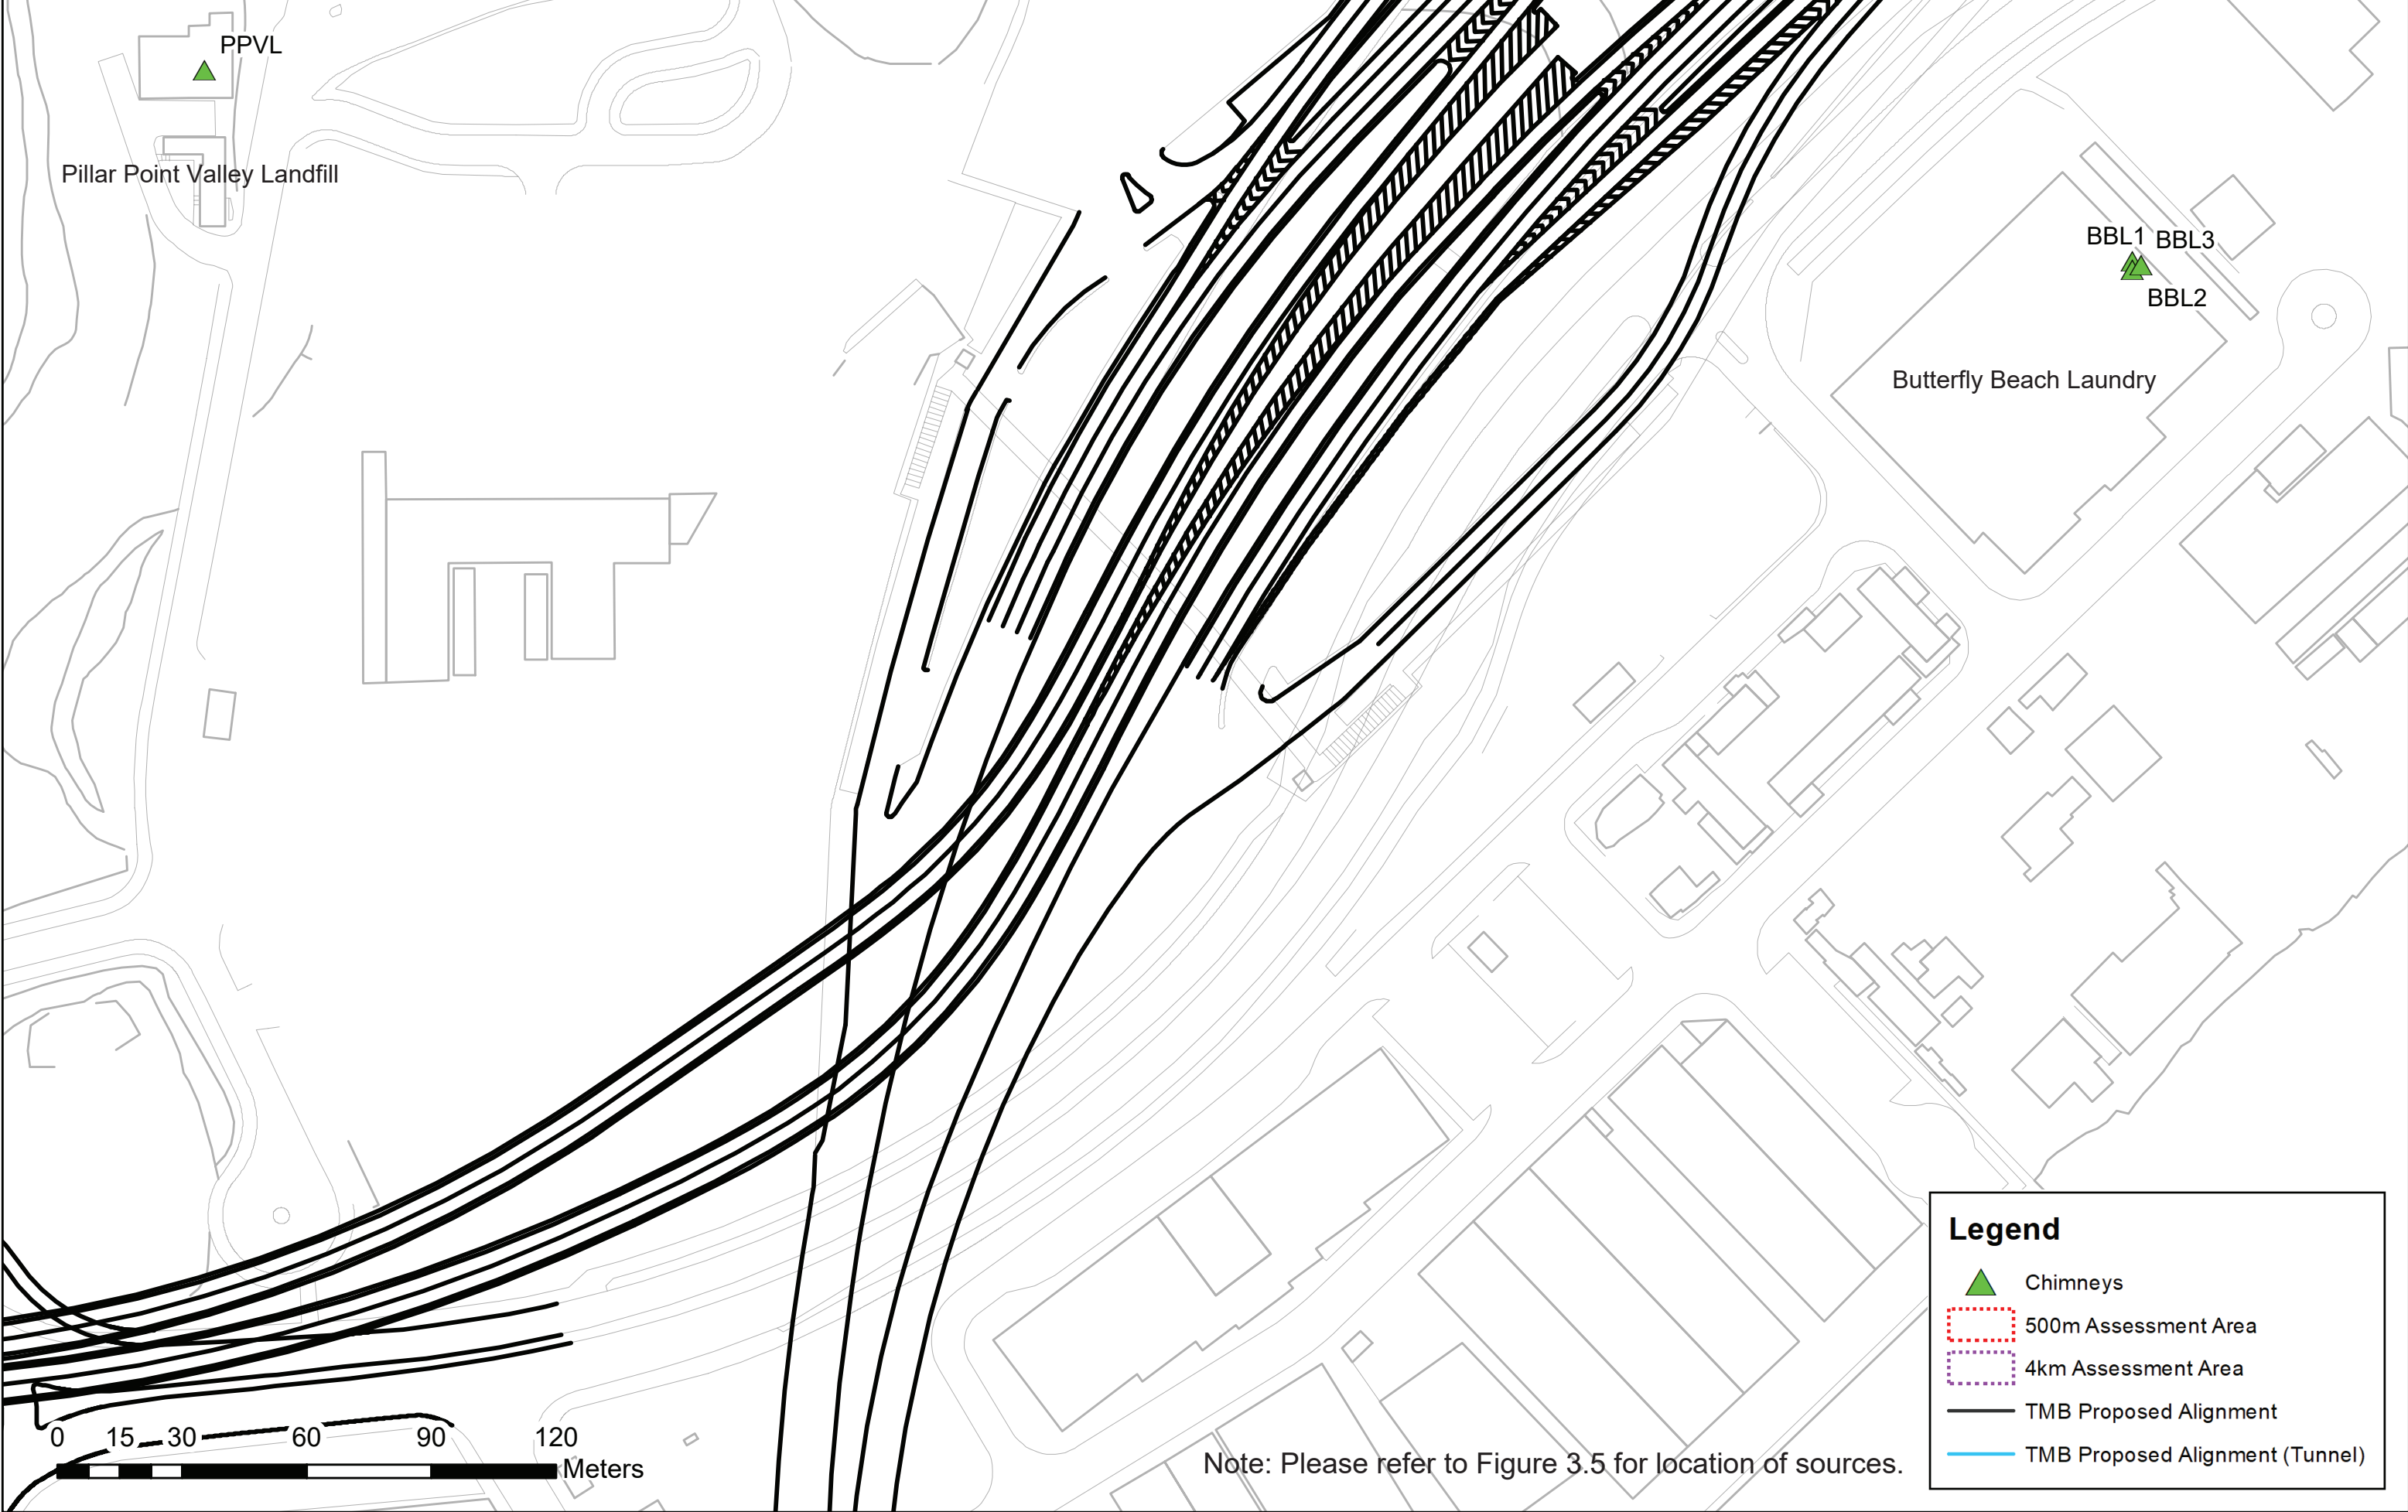 PPVL
Pillar Point Valley Landfill
BBL1 BBL3
BBL2
Butterfly Beach Laundry
Legend
Chimneys
500m Assessment Area
4km Assessment Area
TMB Proposed Alignment
TMB Proposed Alignment (Tunnel)
0 15 30 60 90 120
Meters
Note: Please refer to Figure 3.5 for location of sources.